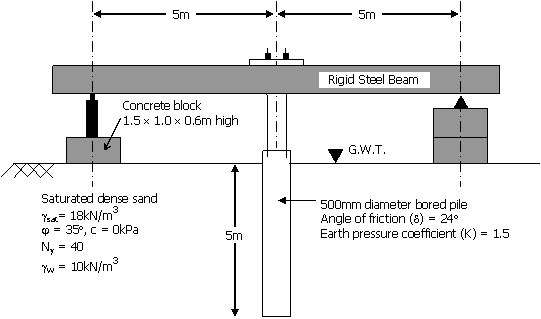 5m
5m
Rigid Steel Beam
Concrete block
1.5 × 1.0 × 0.6m high
G.W.T.
Saturated dense sand
γsat= 18kN/m³
φ = 35°, c = 0kPa
Nγ = 40
γw = 10kN/m³
5m
500mm diameter bored pile
Angle of friction (δ) = 24°
Earth pressure coefficient (K) = 1.5